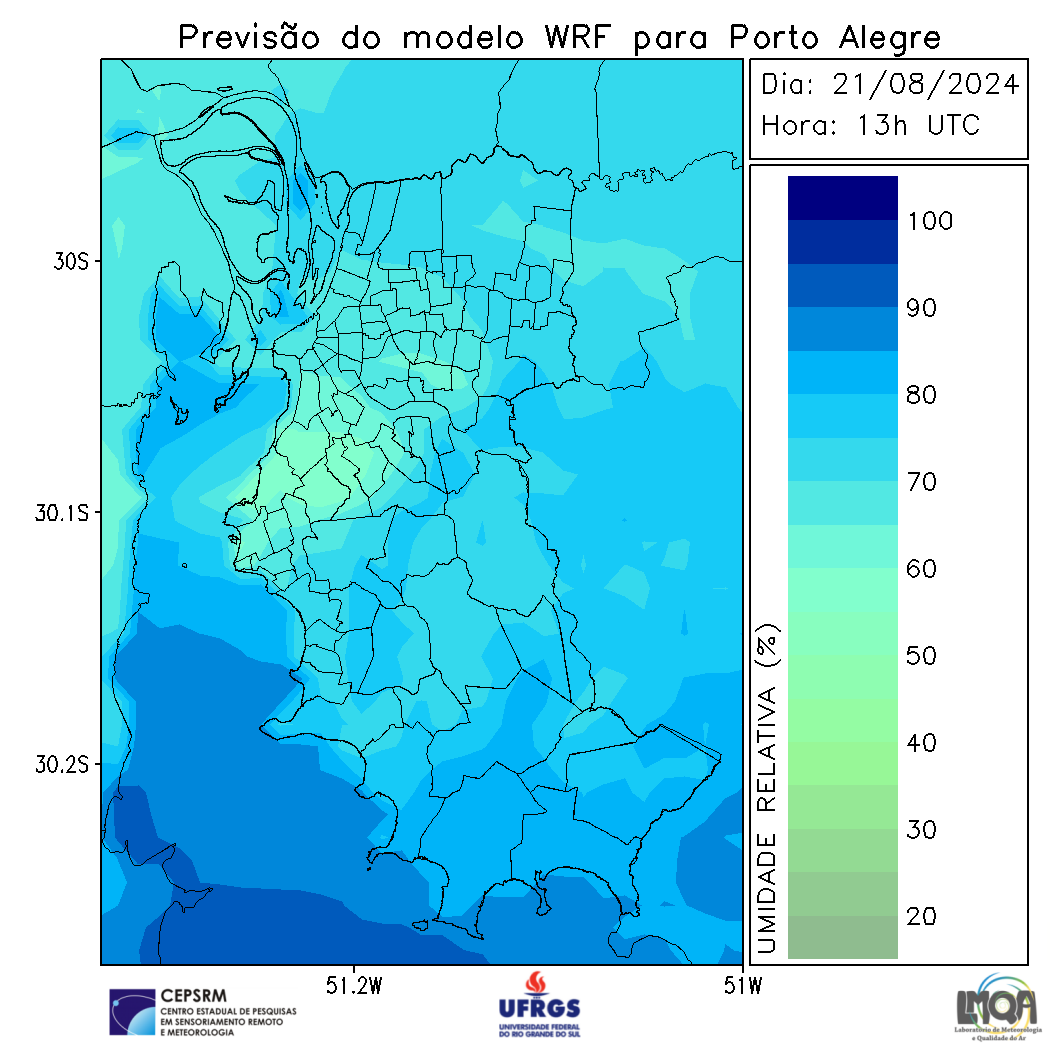 Previsão do modelo WRF para Porto Alegre
Dia: 21/08/2024
Hora: 13h UTC
30S
30.1S
30.2S
51.2W
51W
100
90
80
70
60
50
40
30
20
UMIDADE RELATIVA (%)
CEPSRM
CENTRO ESTADUAL DE PESQUISAS
EM SENSORIAMENTO REMOTO
E METEOROLOGIA
UFRGS
UNIVERSIDADE FEDERAL
DO RIO GRANDE DO SUL
LMQA
Laboratório de Meteorologia
e Qualidade do Ar